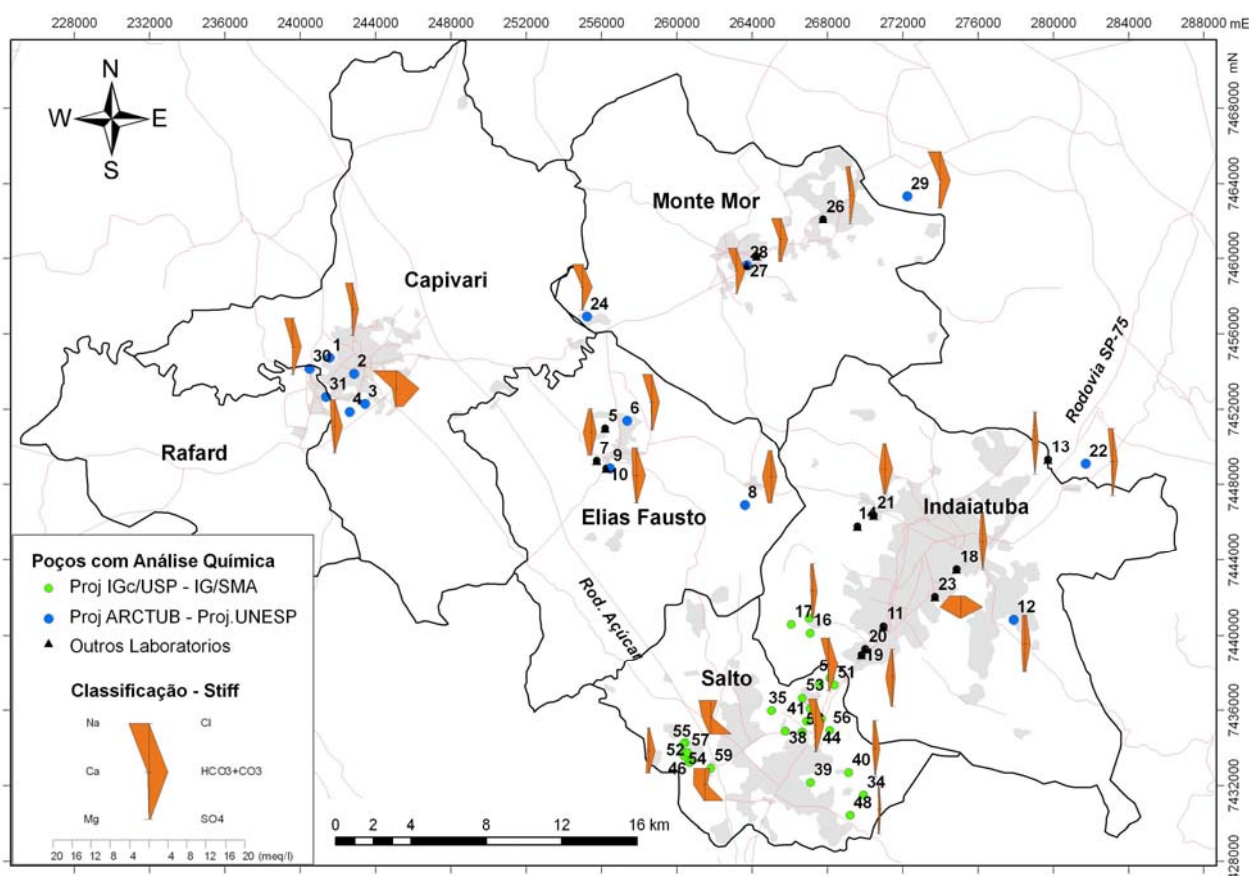 228000 232000 236000 240000 244000 248000 252000 256000 260000 264000 268000 272000 276000 280000 284000 288000 mE
mN
7468000
7464000
7460000
7456000
7452000
7448000
7444000
7440000
7436000
7432000
7428000
N
W E
S
Monte Mor
26
29
28
27
Capivari
24
1
30
2
31
4 3
Rafard
Rodovia SP-75
5 6
7
9
10
8
Elias Fausto
13
22
21
14
Indaiatuba
18
23
12
11
20
19
17
16
Rod. Açúcar
Salto
51
53
35
41
56
38
44
55
57
52
54
46
59
39
40
34
48
Poços com Análise Química
Proj IGc/USP - IG/SMA
Proj ARCTUB - Proj.UNESP
Outros Laboratorios
Classificação - Stiff
Na Cl
Ca HCO3+CO3
Mg SO4
20 16 12 8 4 4 8 12 16 20 (meq/l)
0 1 2 4 8 12 16 km